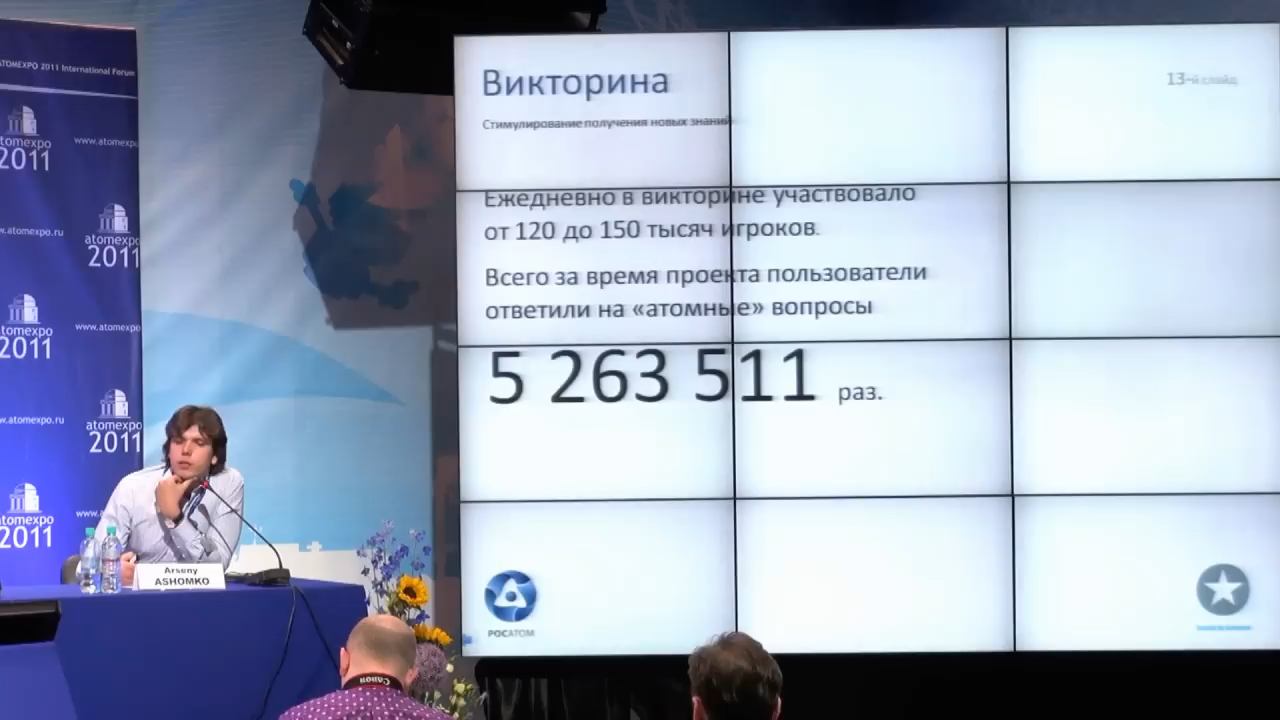 ATOMEXPO 2011 International Forum
atomexpo
2011
www.atomexpo
www.atomexpo.ru
atomexpo
2011
atomexpo
2011
www.atomexpo
www.atomexpo.ru
atomexpo
2011
atomexpo
2011
www.
Arseny
ASHOMKO
Canon
Викторина
13-й слайд
Стимулирование получения новых знаний
Ежедневно в викторине участвовало
от 120 до 150 тысяч игроков.
Всего за время проекта пользователи
ответили на «атомные» вопросы
5 263 511 раз.
РОСАТОМ